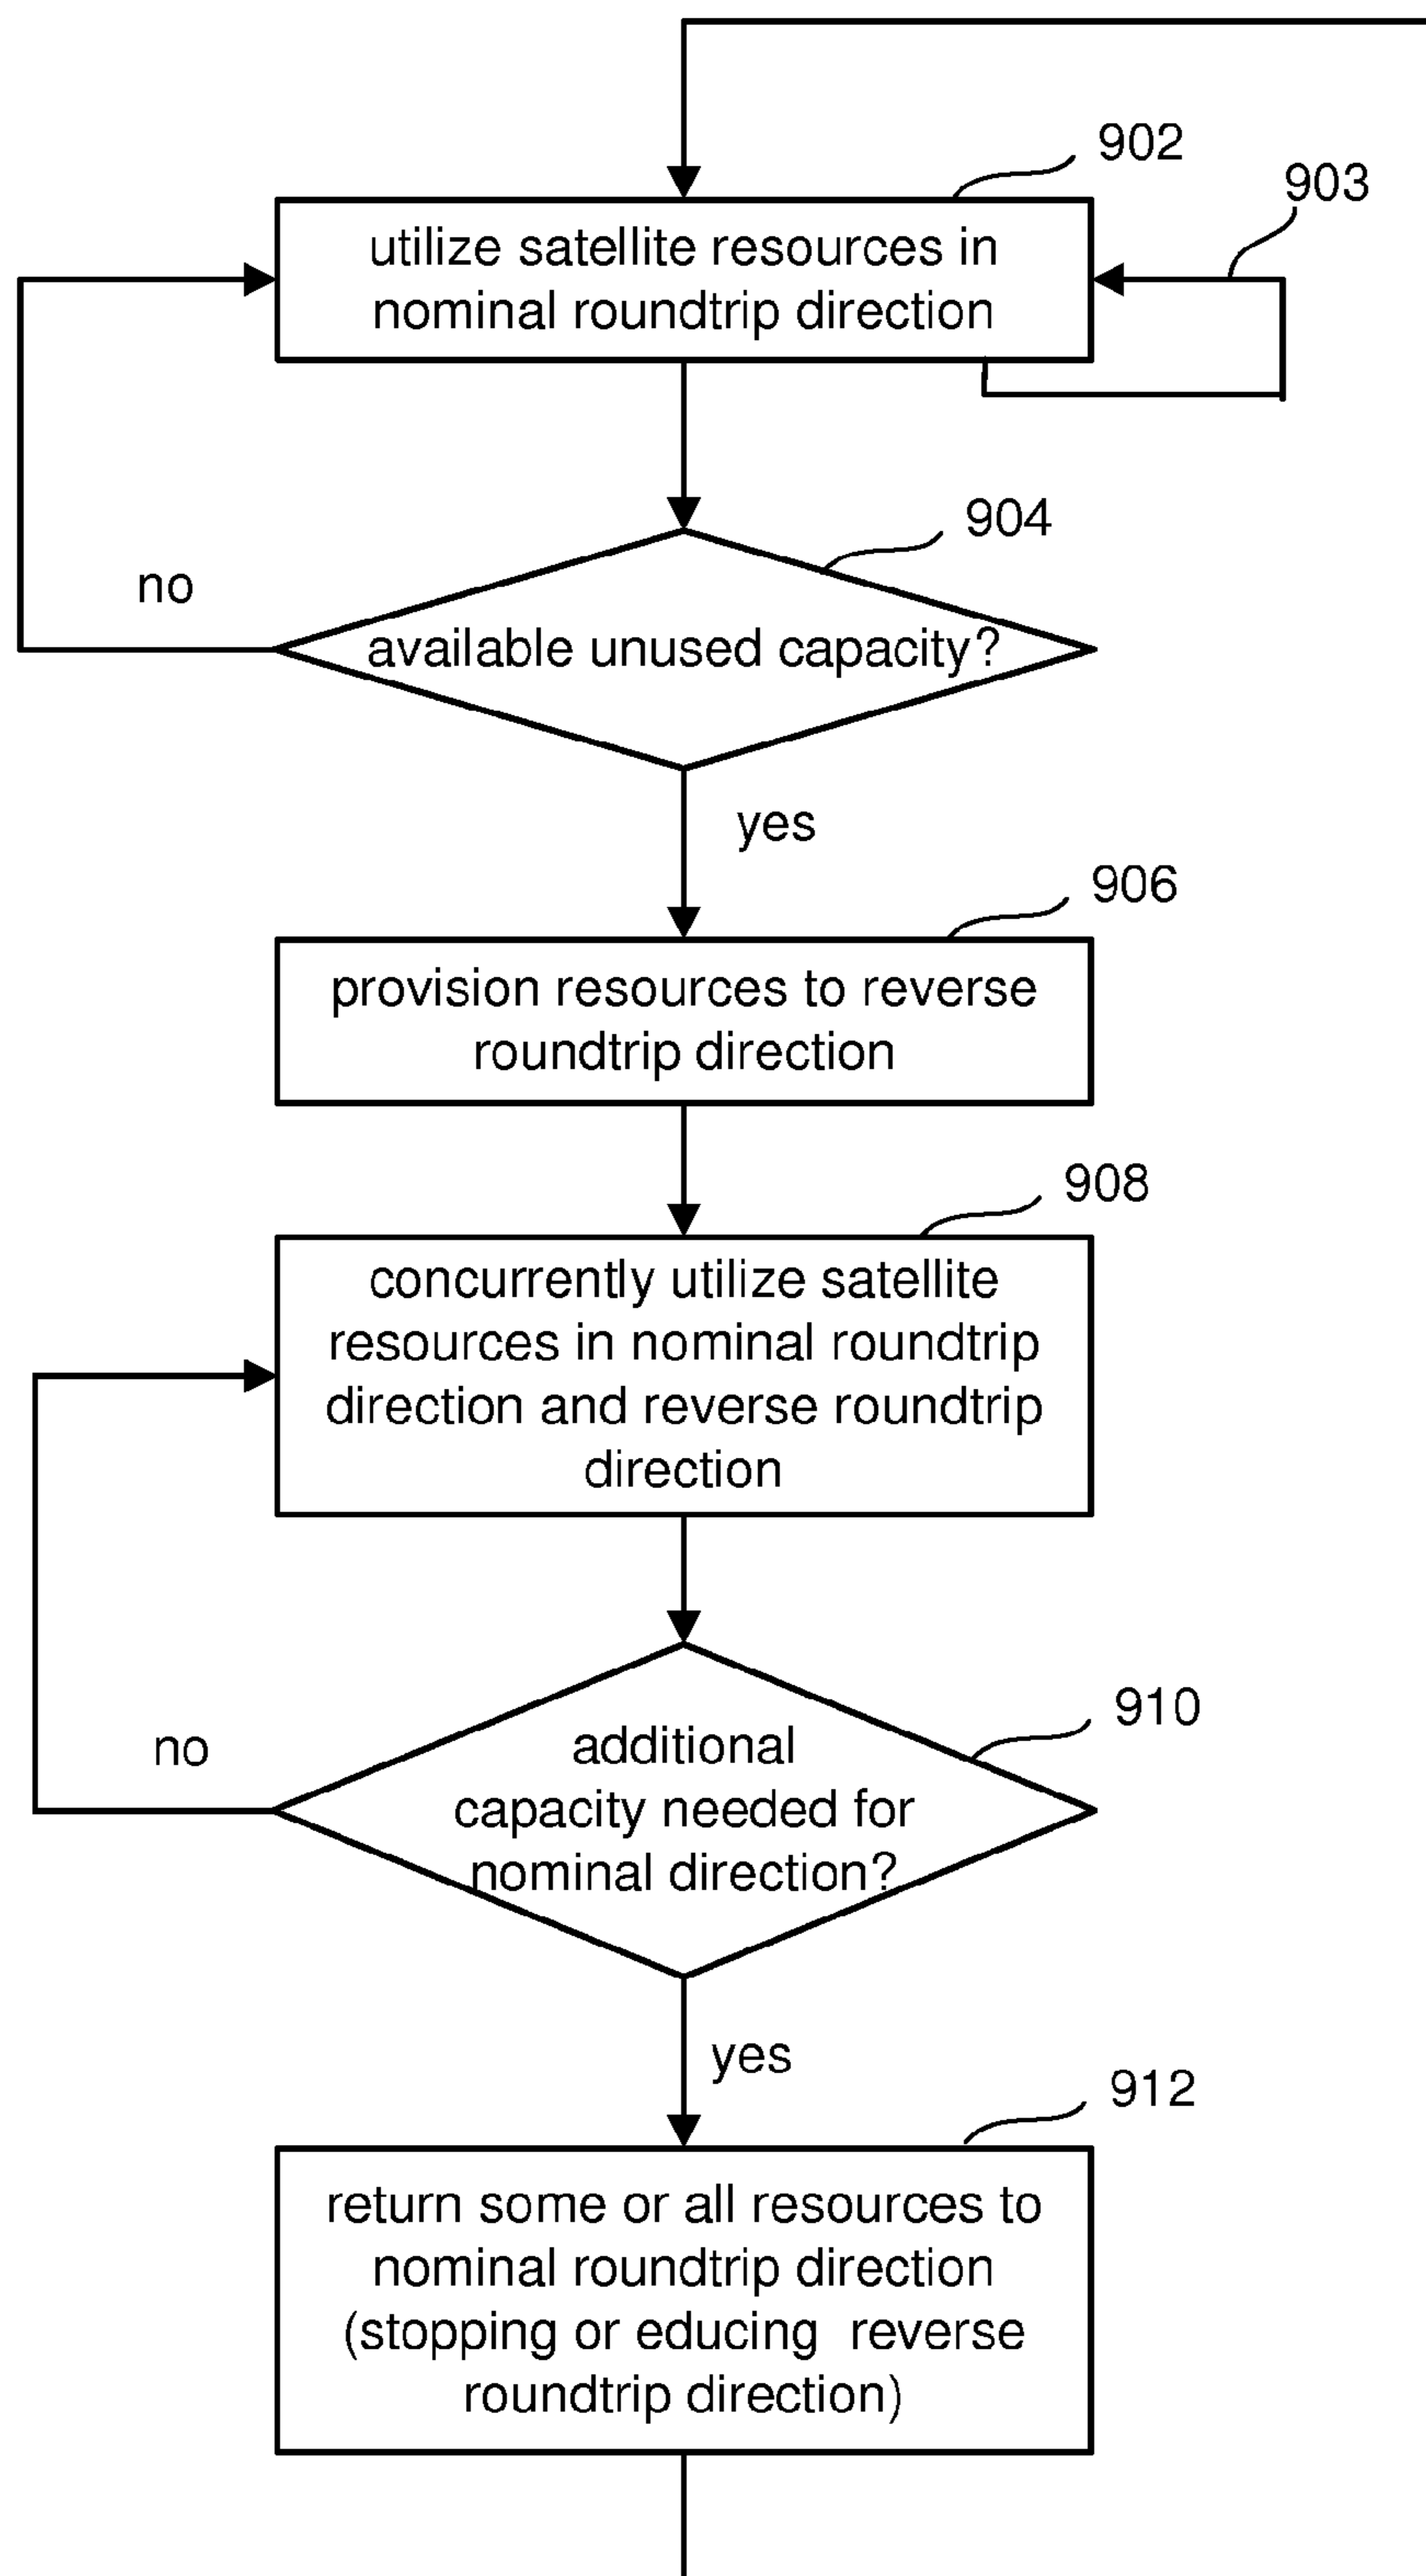 902
903
utilize satellite resources in
nominal roundtrip direction
904
no
available unused capacity?
yes
906
provision resources to reverse
roundtrip direction
908
concurrently utilize satellite
resources in nominal roundtrip
direction and reverse roundtrip
direction
910
no
additional
capacity needed for
nominal direction?
yes
912
return some or all resources to
nominal roundtrip direction
(stopping or educing reverse
roundtrip direction)